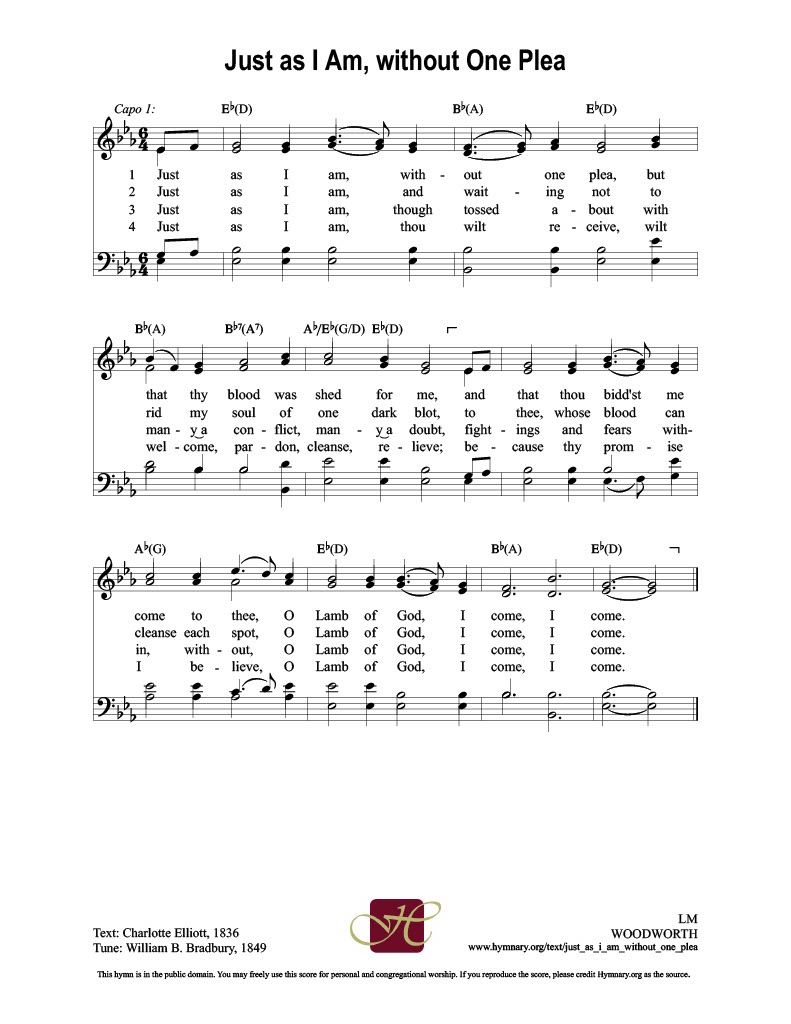 Just as I Am, without One Plea
Capo 1: E♭(D) B♭(A) E♭(D)
6 4
1 Just as I am, with - out one plea, but
2 Just as I am, and wait - ing not to
3 Just as I am, though tossed a - bout with
4 Just as I am, thou wilt re - ceive, wilt
6 4
B♭(A) B♭7(A7) A♭/E♭(G/D) E♭(D)
that thy blood was shed for me, and that thou bidd'st me
rid my soul of one dark blot, to thee, whose blood can
man - y a con - flict, man - y a doubt, fight - ings and fears with-
wel - come, par - don, cleanse, re - lieve; be - cause thy prom - ise
A♭(G) E♭(D) B♭(A) E♭(D)
come to thee, O Lamb of God, I come, I come.
cleanse each spot, O Lamb of God, I come, I come.
in, with - out, O Lamb of God, I come, I come.
I be - lieve, O Lamb of God, I come, I come.
H
LM
Text: Charlotte Elliott, 1836 WOODWORTH
Tune: William B. Bradbury, 1849 www.hymnary.org/text/just_as_i_am_without_one_plea
This hymn is in the public domain. You may freely use this score for personal and congregational worship. If you reproduce the score, please credit Hymnary.org as the source.